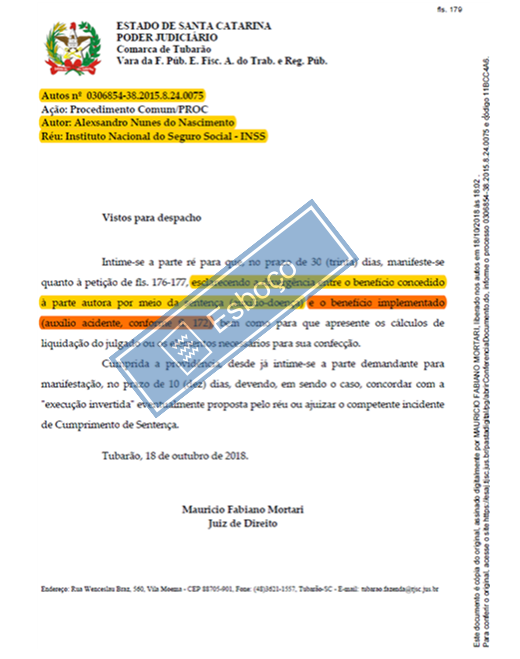 fls. 179
ESTADO DE SANTA CATARINA
PODER JUDICIÁRIO
Comarca de Tubarão
Vara da F. Púb. E. Fisc. A. do Trab. e Reg. Púb.
Autos nº 0306854-38.2015.8.24.0075
Ação: Procedimento Comum/PROC
Autor: Alexsandro Nunes do Nascimento
Réu: Instituto Nacional do Seguro Social - INSS
Vistos para despacho
Intime-se a parte ré para que, no prazo de 30 (trinta) dias, manifeste-se
quanto à petição de fls. 176-177, esclarecendo a divergência entre o benefício concedido
à parte autora por meio da sentença (auxílio-doença) e o benefício implementado
(auxílio acidente, conforme fl. 172), bem como para que apresente os cálculos de
liquidação do julgado ou os elementos necessários para sua confecção.
Cumprida a providência, desde já intime-se a parte demandante para
manifestação, no prazo de 10 (dez) dias, devendo, em sendo o caso, concordar com a
"execução invertida" eventualmente proposta pelo réu ou ajuizar o competente incidente
de Cumprimento de Sentença.
Tubarão, 18 de outubro de 2018.
Mauricio Fabiano Mortari
Juiz de Direito
Endereço: Rua Wenceslau Braz, 560, Vila Moema - CEP 88705-901, Fone: (48)3621-1557, Tubarão-SC - E-mail: tubarao.fazenda@tjsc.jus.br
Esboço
Este documento é cópia do original, assinado digitalmente por MAURICIO FABIANO MORTARI, liberado nos autos em 18/10/2018 às 18:02 .
Para conferir o original, acesse o site https://esaj.tjsc.jus.br/pastadigital/pg/abrirConferenciaDocumento.do, informe o processo 0306854-38.2015.8.24.0075 e código 11BCC4A6.